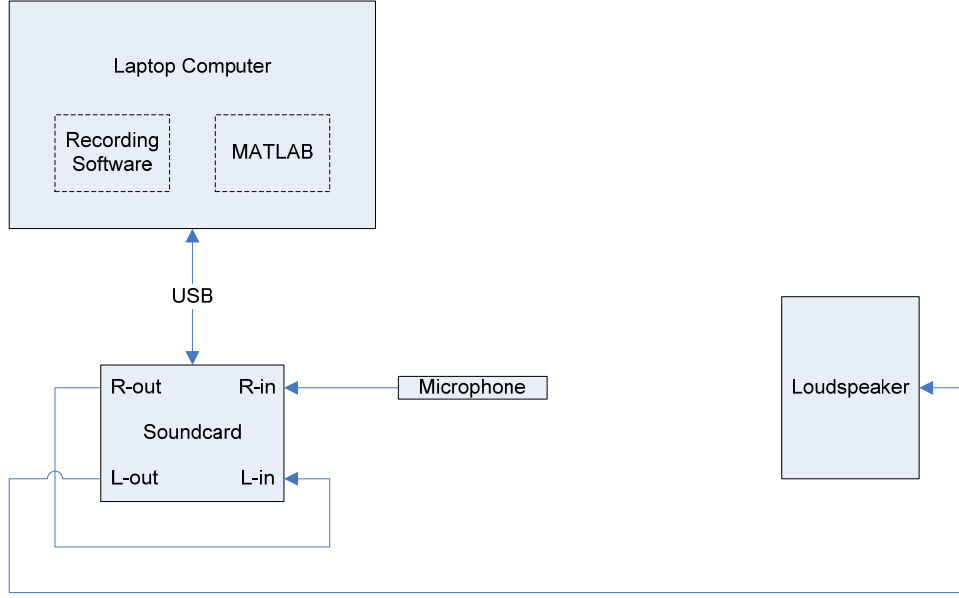 Laptop Computer
Recording
Software
MATLAB
USB
R-out
R-in
Microphone
Loudspeaker
Soundcard
L-out
L-in